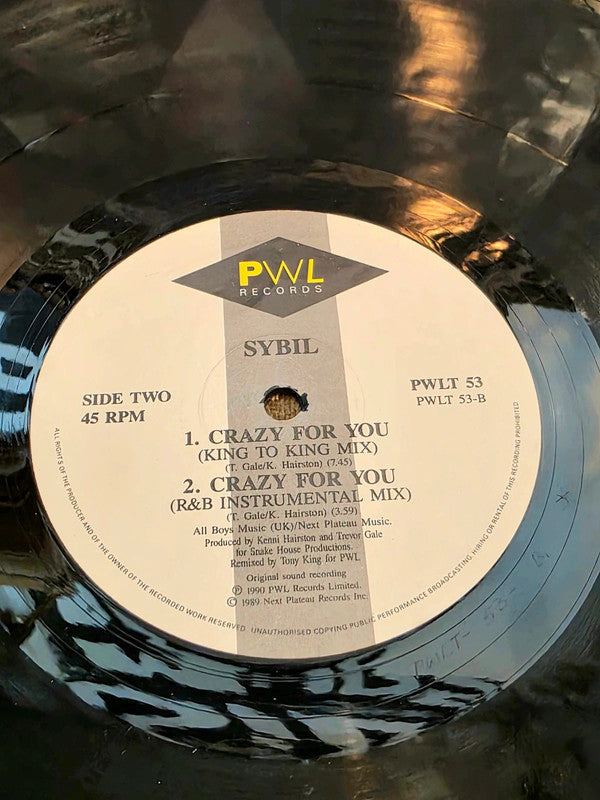 PWL
RECORDS
SYBIL
SIDE TWO
45 RPM
PWLT 53
PWLT 53-B
1. CRAZY FOR YOU
(KING TO KING MIX)
(T. Gale/K. Hairston) (7.45)
2. CRAZY FOR YOU
(R&B INSTRUMENTAL MIX)
(T. Gale/K. Hairston) (3.59)
All Boys Music (UK)/Next Plateau Music.
Produced by Kenni Hairston and Trevor Gale
for Snake House Productions.
Remixed by Tony King for PWL
Original sound recording
Ⓟ 1990 PWL Records Limited.
© 1989 Next Plateau Records Inc.
ALL RIGHTS OF THE PRODUCER AND OF THE OWNER OF THE RECORDED WORK RESERVED. UNAUTHORISED COPYING PUBLIC PERFORMANCE BROADCASTING HIRING OR RENTAL OF THIS RECORDING PROHIBITED
PWLT-53-